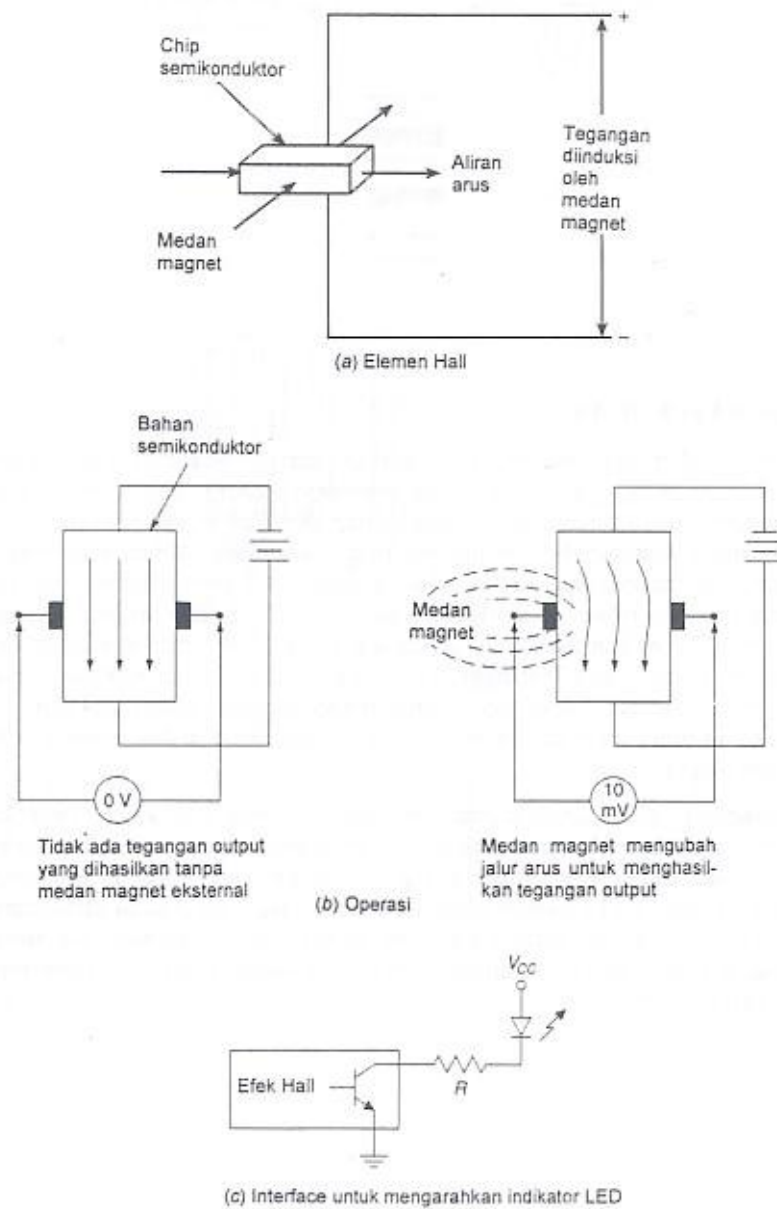 Chip
semikonduktor
+
Tegangan
diinduksi
oleh
medan
magnet
Aliran
arus
Medan
magnet
−
(a) Elemen Hall
Bahan
semikonduktor
Medan
magnet
0 V
10
mV
Tidak ada tegangan output
yang dihasilkan tanpa
medan magnet eksternal
Medan magnet mengubah
jalur arus untuk menghasil-
kan tegangan output
(b) Operasi
VCC
Efek Hall
R
(c) Interface untuk mengarahkan indikator LED